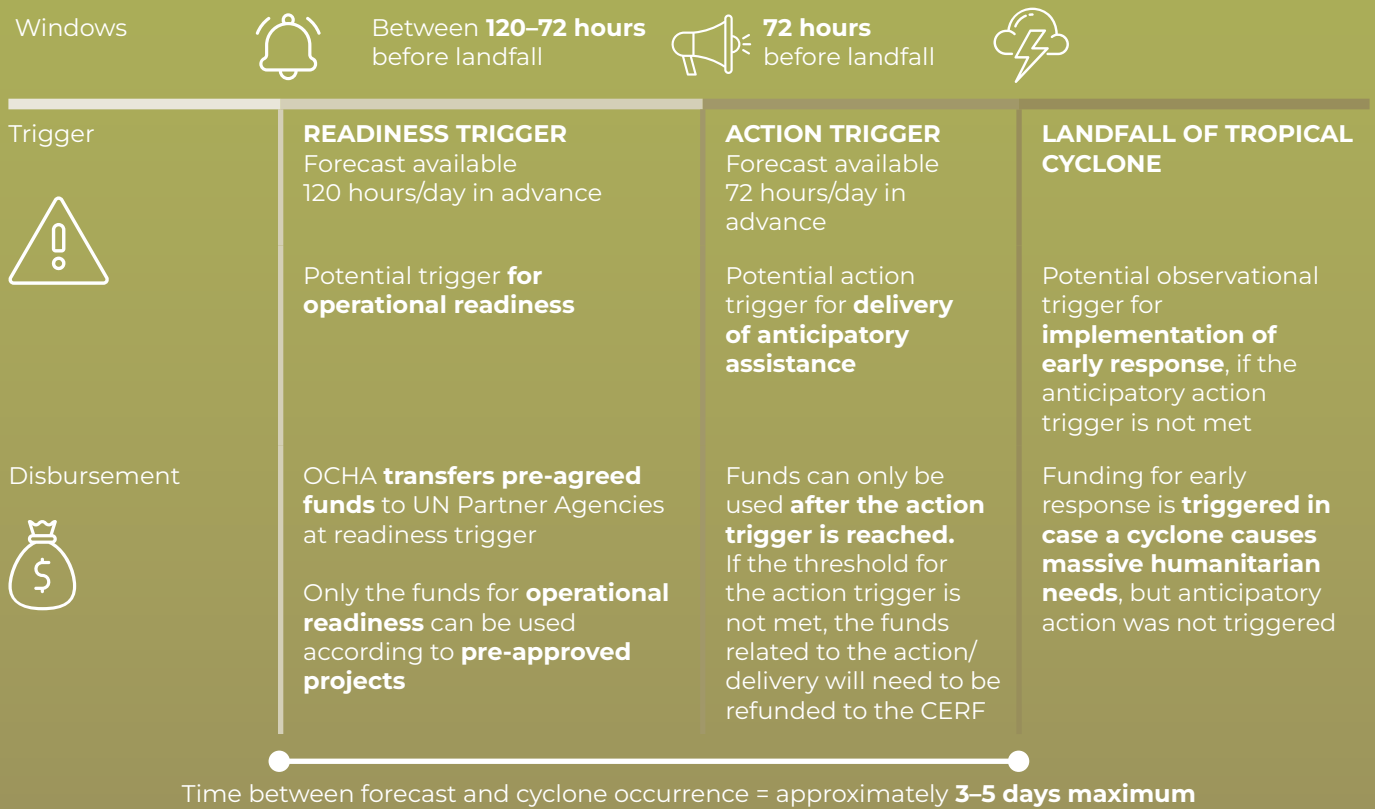 Windows
Between 120–72 hours
before landfall
72 hours
before landfall
Trigger
READINESS TRIGGER
Forecast available
120 hours/day in advance
Potential trigger for
operational readiness
ACTION TRIGGER
Forecast available
72 hours/day in
advance
Potential action
trigger for delivery
of anticipatory
assistance
LANDFALL OF TROPICAL
CYCLONE
Potential observational
trigger for
implementation of
early response, if the
anticipatory action
trigger is not met
Disbursement
$
OCHA transfers pre-agreed
funds to UN Partner Agencies
at readiness trigger
Only the funds for operational
readiness can be used
according to pre-approved
projects
Funds can only be
used after the action
trigger is reached.
If the threshold for
the action trigger is
not met, the funds
related to the action/
delivery will need to be
refunded to the CERF
Funding for early
response is triggered in
case a cyclone causes
massive humanitarian
needs, but anticipatory
action was not triggered
Time between forecast and cyclone occurrence = approximately 3–5 days maximum